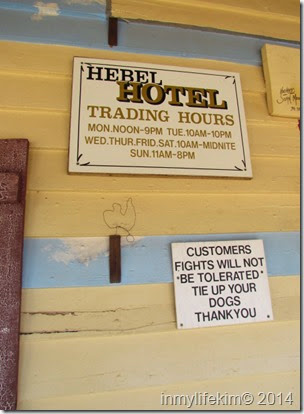 HEBEL
HOTEL
TRADING HOURS
MON.NOON-9PM TUE.10AM-10PM
WED.THUR.FRID.SAT.10AM-MIDNITE
SUN.11AM-8PM
CUSTOMERS
FIGHTS WILL NOT
*BE TOLERATED*
TIE UP YOUR
DOGS
THANKYOU
inmylifekim© 2014